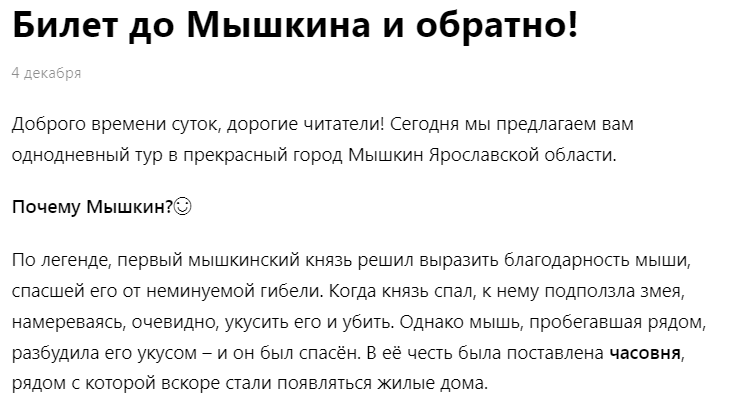 Билет до Мышкина и обратно!
4 декабря
Доброго времени суток, дорогие читатели! Сегодня мы предлагаем вам
однодневный тур в прекрасный город Мышкин Ярославской области.
Почему Мышкин?☺
По легенде, первый мышкинский князь решил выразить благодарность мыши,
спасшей его от неминуемой гибели. Когда князь спал, к нему подползла змея,
намереваясь, очевидно, укусить его и убить. Однако мышь, пробегавшая рядом,
разбудила его укусом – и он был спасён. В её честь была поставлена часовня,
рядом с которой вскоре стали появляться жилые дома.